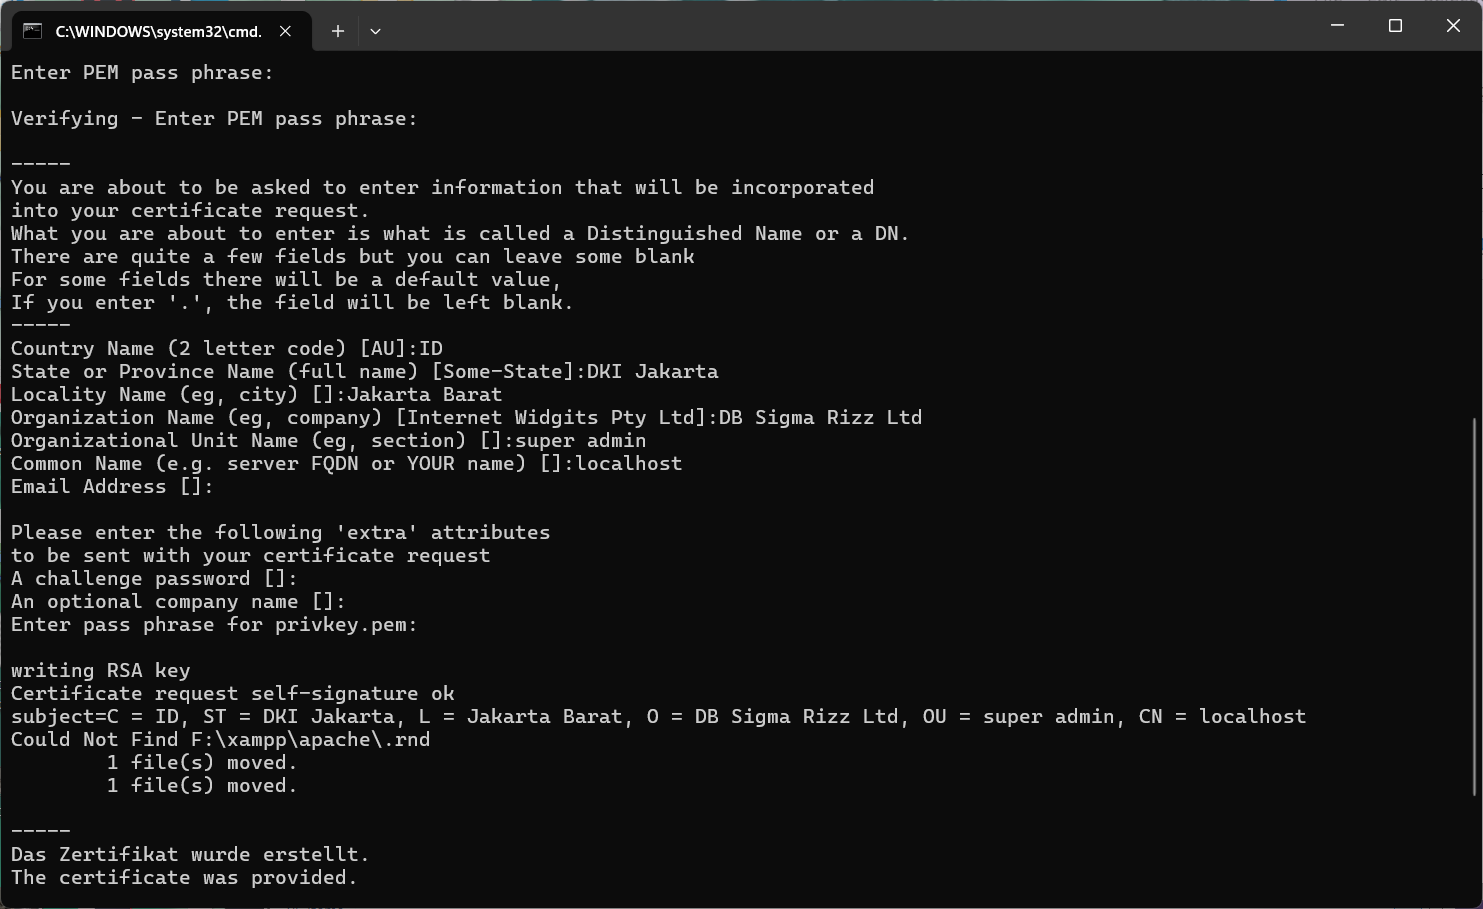 C:\WINDOWS\system32\cmd.
Enter PEM pass phrase:
Verifying - Enter PEM pass phrase:
-----
You are about to be asked to enter information that will be incorporated
into your certificate request.
What you are about to enter is what is called a Distinguished Name or a DN.
There are quite a few fields but you can leave some blank
For some fields there will be a default value,
If you enter '.', the field will be left blank.
-----
Country Name (2 letter code) [AU]:ID
State or Province Name (full name) [Some-State]:DKI Jakarta
Locality Name (eg, city) []:Jakarta Barat
Organization Name (eg, company) [Internet Widgits Pty Ltd]:DB Sigma Rizz Ltd
Organizational Unit Name (eg, section) []:super admin
Common Name (e.g. server FQDN or YOUR name) []:localhost
Email Address []:
Please enter the following 'extra' attributes
to be sent with your certificate request
A challenge password []:
An optional company name []:
Enter pass phrase for privkey.pem:
writing RSA key
Certificate request self-signature ok
subject=C = ID, ST = DKI Jakarta, L = Jakarta Barat, O = DB Sigma Rizz Ltd, OU = super admin, CN = localhost
Could Not Find F:\xampp\apache\.rnd
1 file(s) moved.
1 file(s) moved.
-----
Das Zertifikat wurde erstellt.
The certificate was provided.